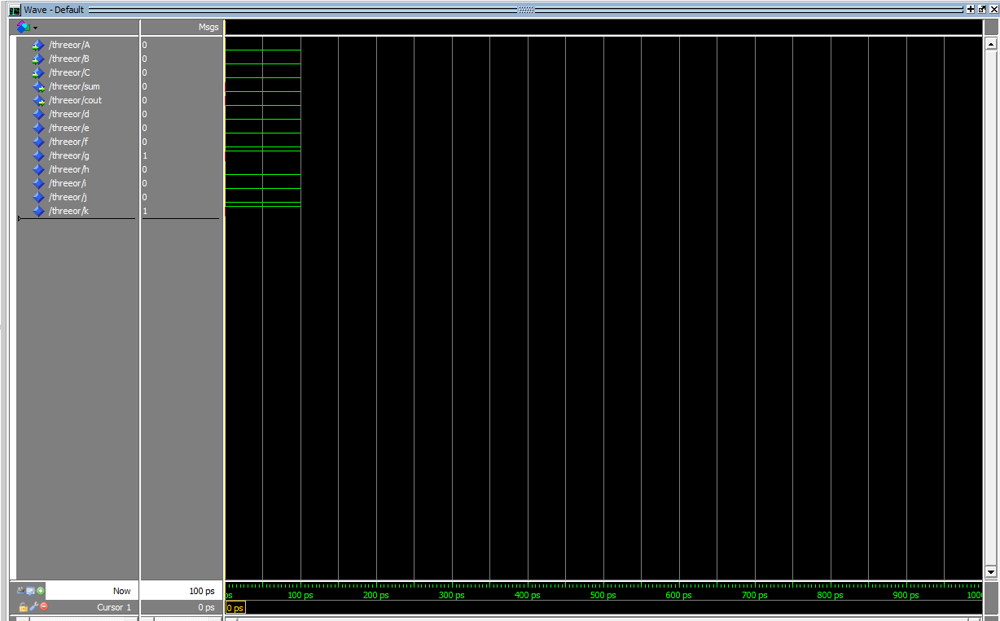 Wave - Default
Msgs
/threeor/A 0
/threeor/B 0
/threeor/C 0
/threeor/sum 0
/threeor/cout 0
/threeor/d 0
/threeor/e 0
/threeor/f 0
/threeor/g 1
/threeor/h 0
/threeor/i 0
/threeor/j 0
/threeor/k 1
Now 100 ps
ps 100 ps 200 ps 300 ps 400 ps 500 ps 600 ps 700 ps 800 ps 900 ps 1000
Cursor 1 0 ps 0 ps